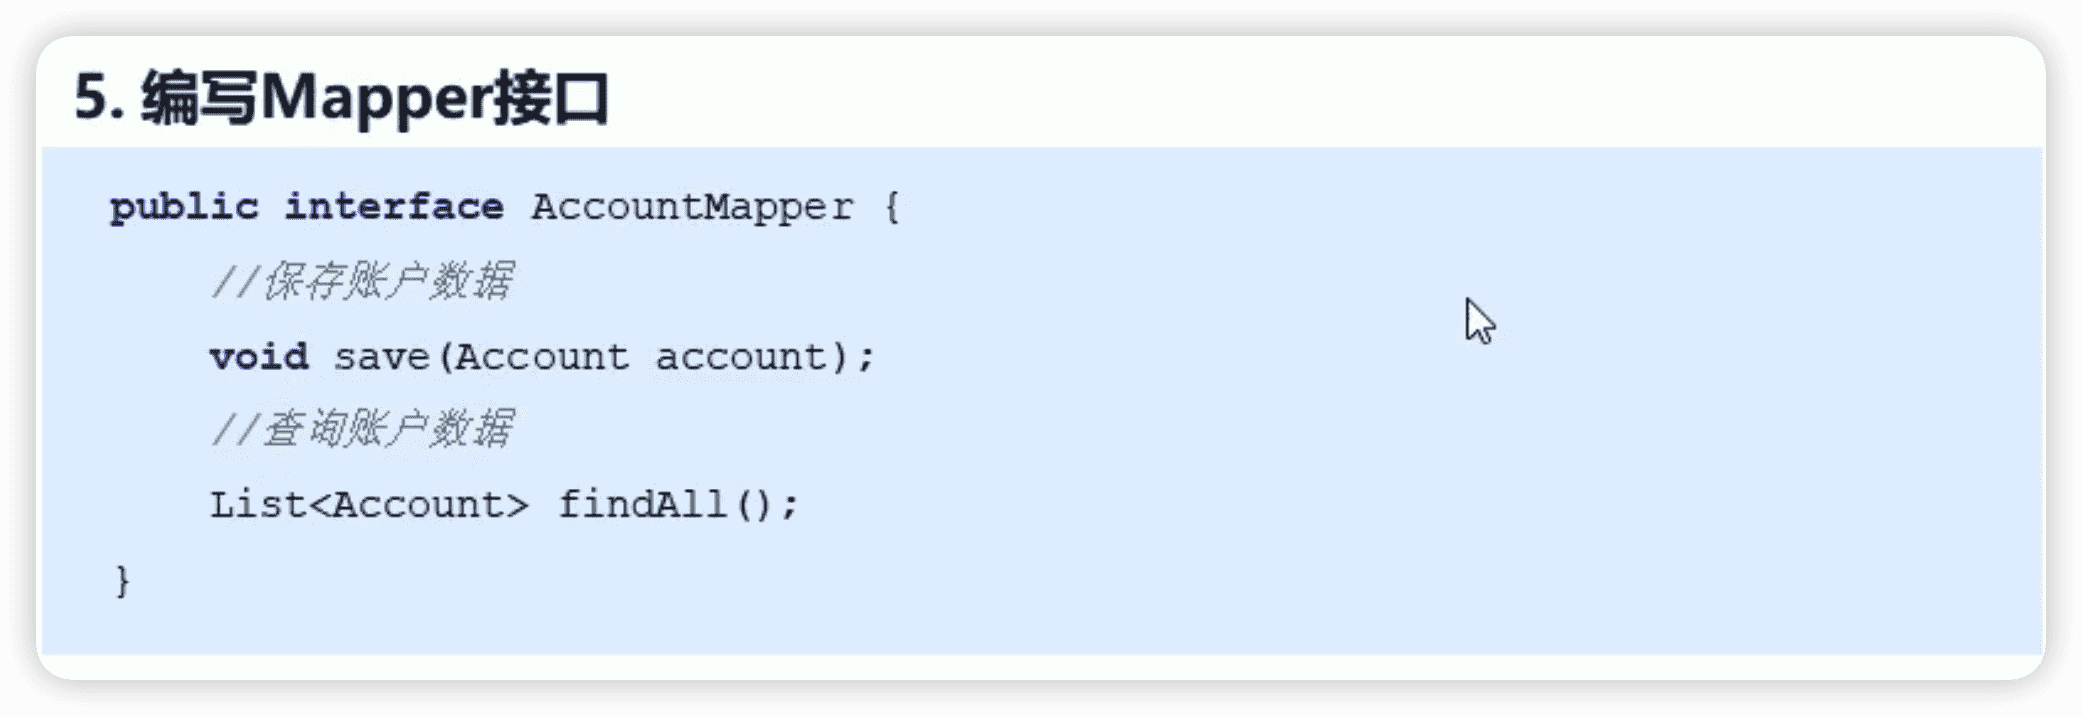 5. 编写Mapper接口
public interface AccountMapper {
//保存账户数据
void save(Account account);
//查询账户数据
List<Account> findAll();
}